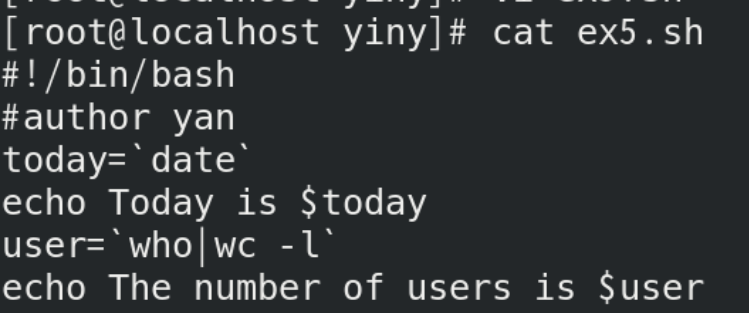 [root@localhost yiny]# cat ex5.sh
#!/bin/bash
#author yan
today=`date`
echo Today is $today
user=`who|wc -l`
echo The number of users is $user